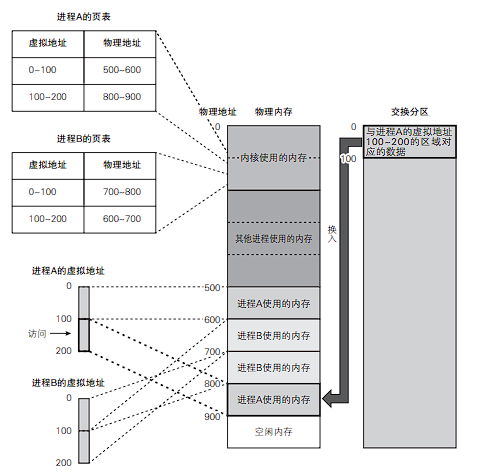 进程A的页表
虚拟地址 物理地址
0~100 500~600
100~200 800~900
进程B的页表
虚拟地址 物理地址
0~100 700~800
100~200 600~700
物理地址 物理内存 交换分区
0
内核使用的内存
其他进程使用的内存
500
进程A使用的内存
600
进程B使用的内存
700
进程B使用的内存
800
进程A使用的内存
900
空闲内存
0
与进程A的虚拟地址
100~200的区域对
应的数据
100
换入
进程A的虚拟地址
0
100
访问
200
进程B的虚拟地址
0
100
200